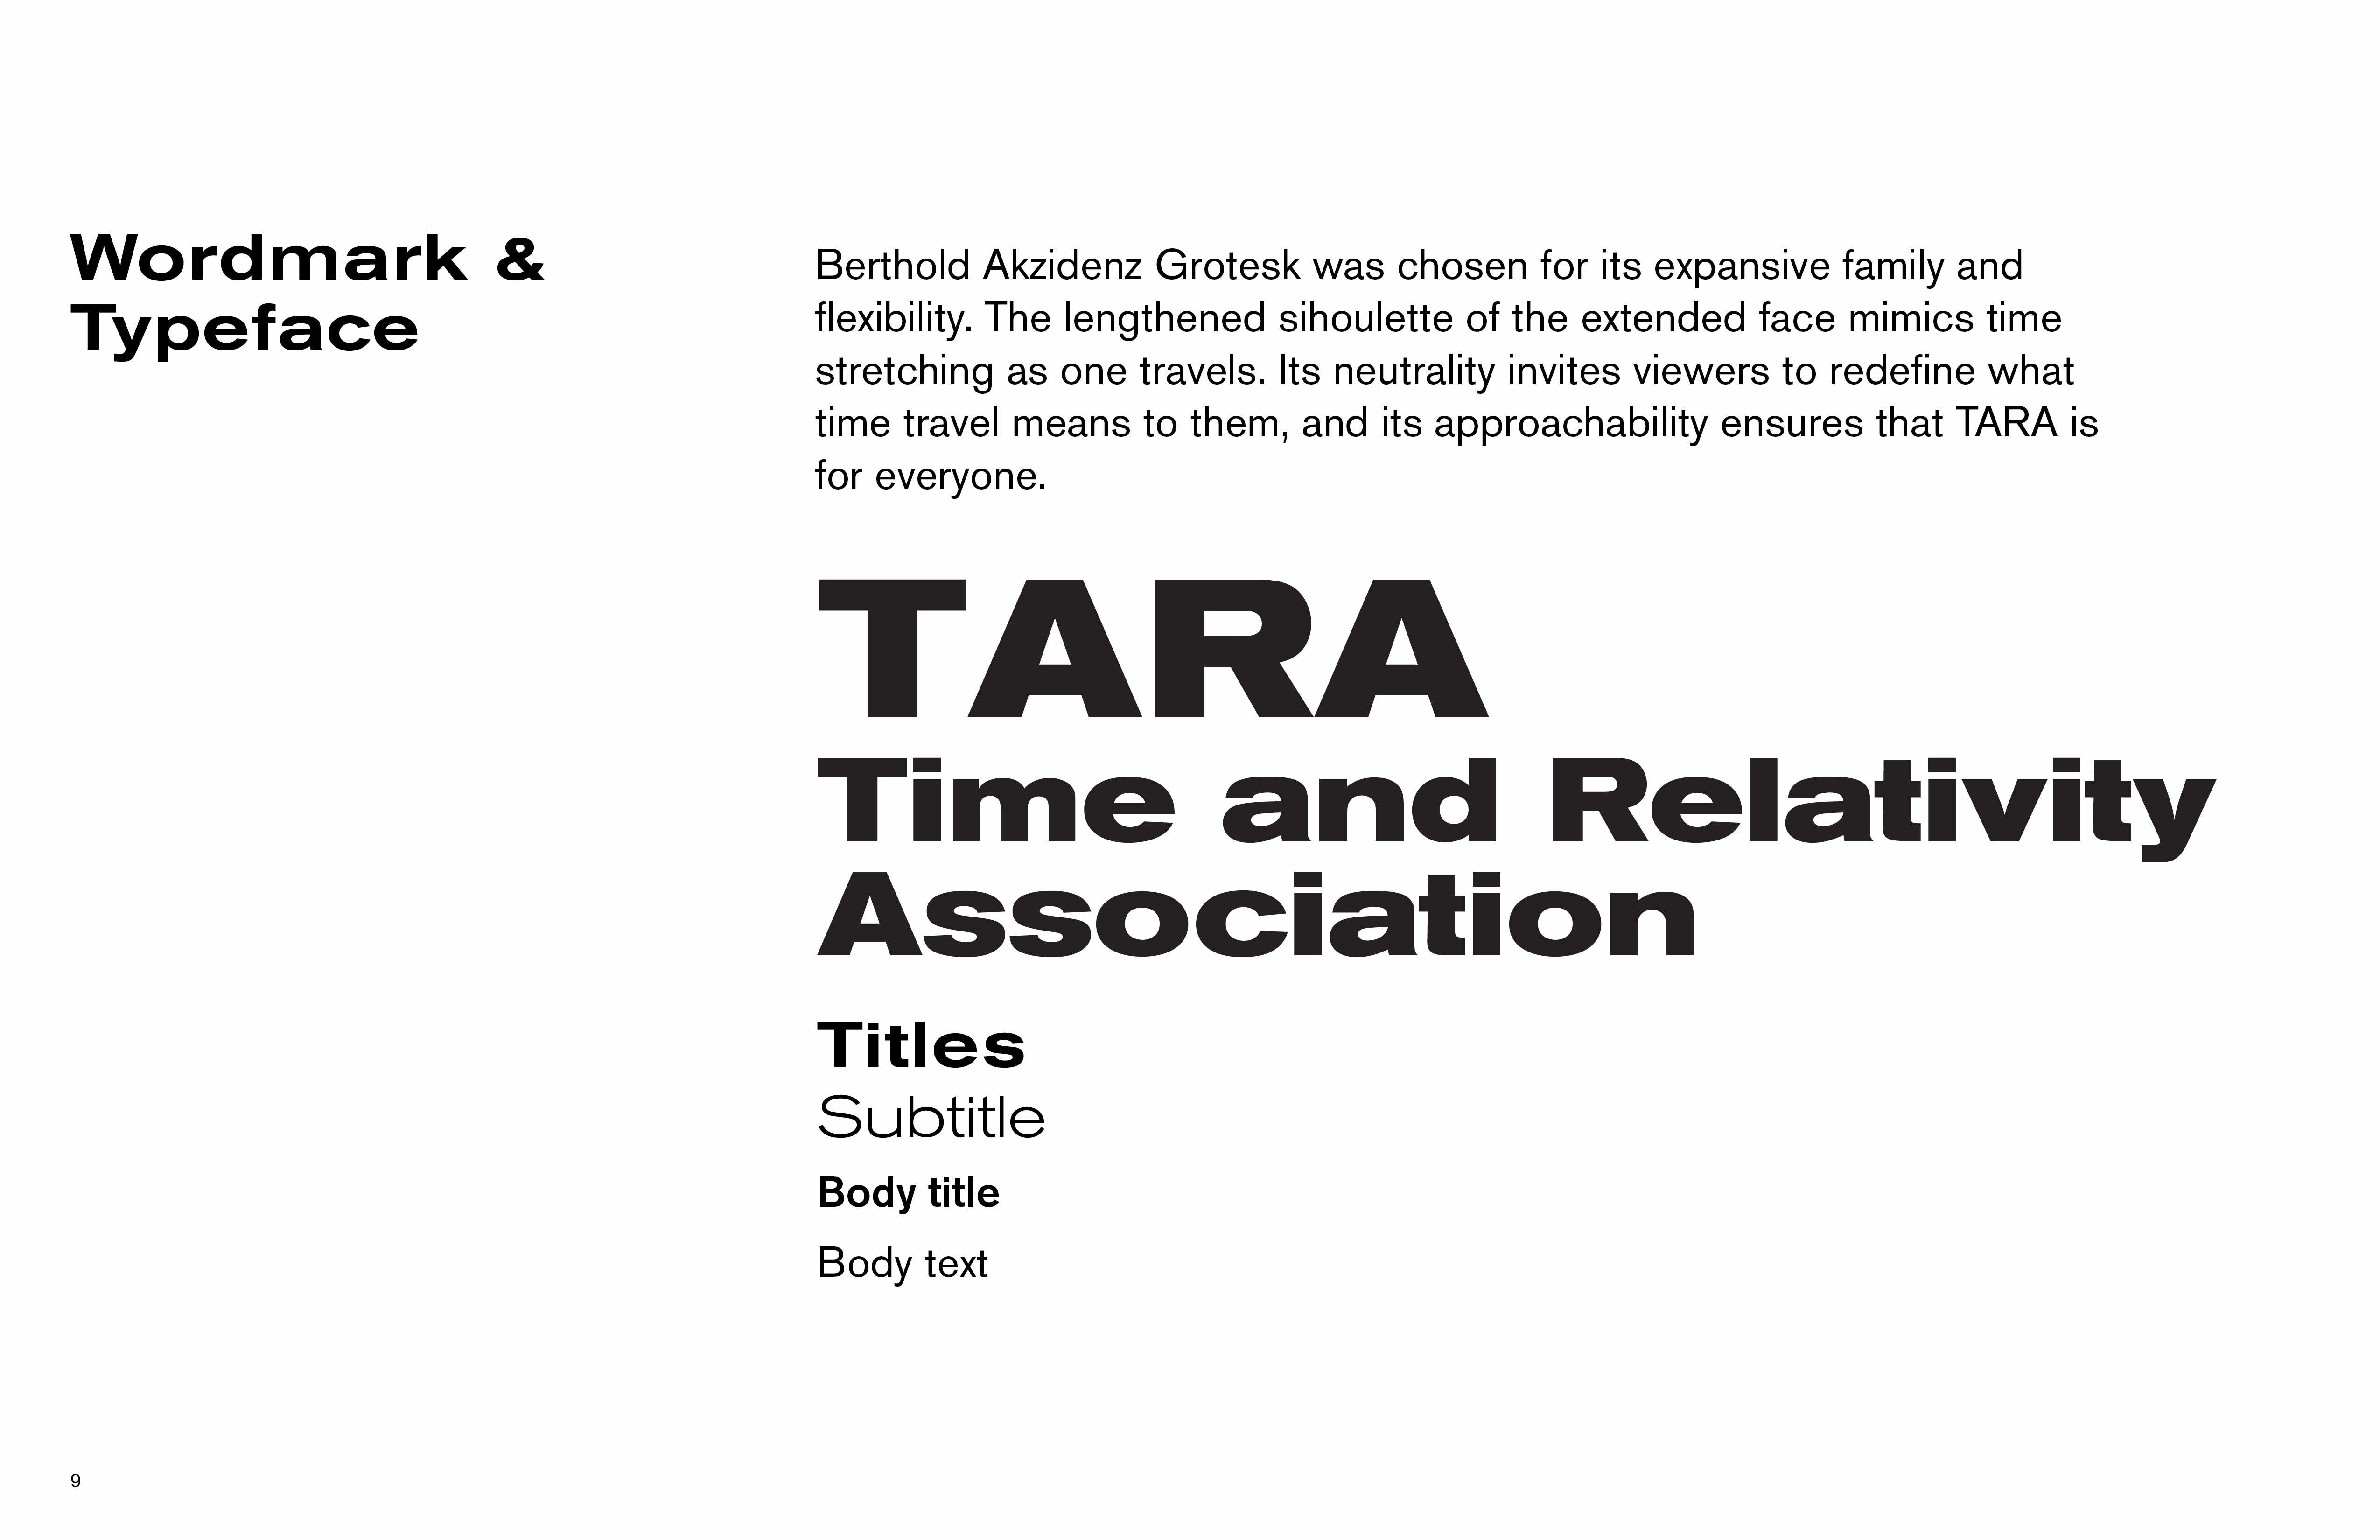 Wordmark &
Typeface
Berthold Akzidenz Grotesk was chosen for its expansive family and
flexibility. The lengthened sihoulette of the extended face mimics time
stretching as one travels. Its neutrality invites viewers to redefine what
time travel means to them, and its approachability ensures that TARA is
for everyone.
TARA
Time and Relativity
Association
Titles
Subtitle
Body title
Body text
9